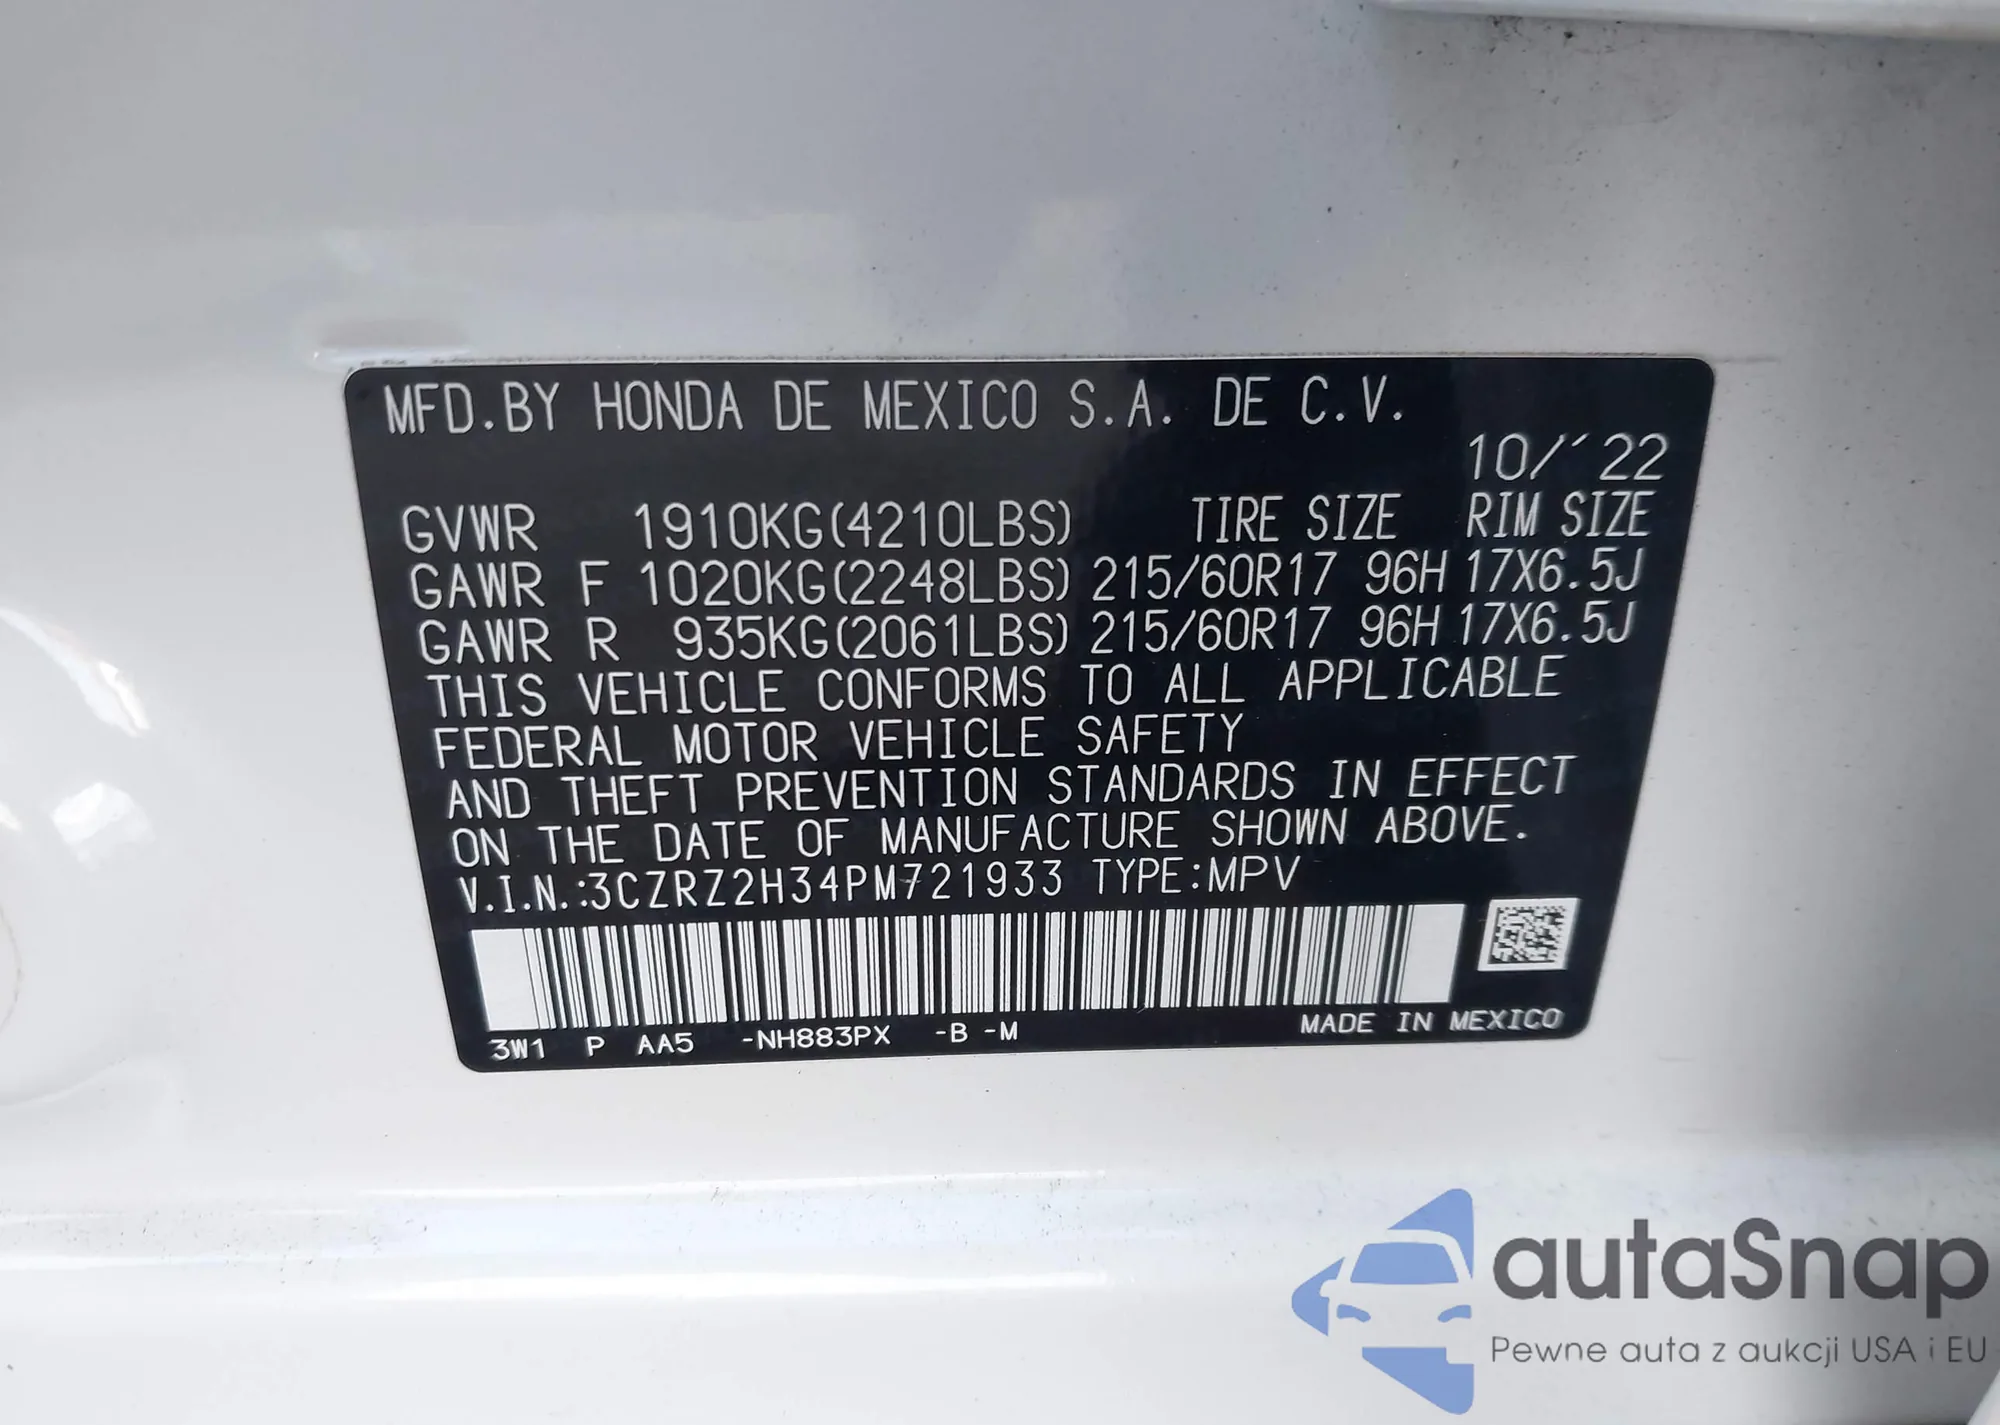 MFD.BY HONDA DE MEXICO S.A. DE C.V.
10/´22
GVWR 1910KG(4210LBS) TIRE SIZE RIM SIZE
GAWR F 1020KG(2248LBS) 215/60R17 96H 17X6.5J
GAWR R 935KG(2061LBS) 215/60R17 96H 17X6.5J
THIS VEHICLE CONFORMS TO ALL APPLICABLE
FEDERAL MOTOR VEHICLE SAFETY
AND THEFT PREVENTION STANDARDS IN EFFECT
ON THE DATE OF MANUFACTURE SHOWN ABOVE.
V.I.N.:3CZRZ2H34PM721933 TYPE:MPV
3W1 P AA5 -NH883PX -B -M MADE IN MEXICO
autaSnap
Pewne auta z aukcji USA i EU